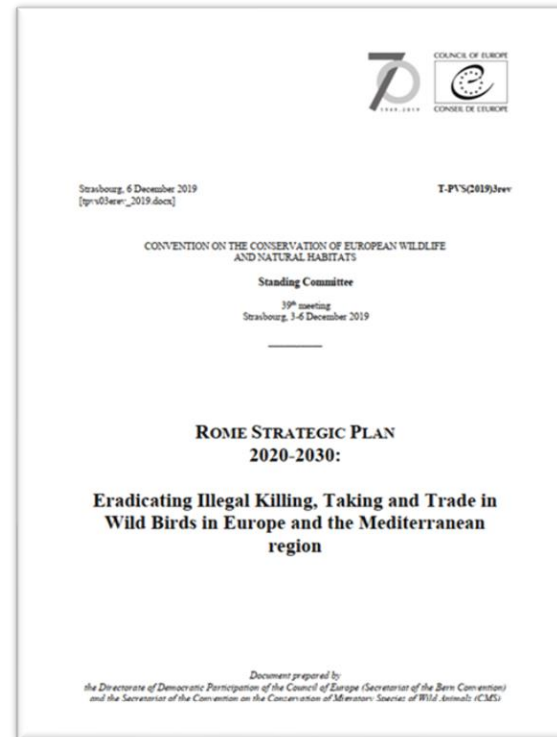 COUNCIL OF EUROPE
70
1949-2019
CONSEIL DE L'EUROPE
Strasbourg, 6 December 2019
T-PVS(2019)3rev
[tpvs03erev_2019.docx]
CONVENTION ON THE CONSERVATION OF EUROPEAN WILDLIFE
AND NATURAL HABITATS
Standing Committee
39th meeting
Strasbourg, 3-6 December 2019
ROME STRATEGIC PLAN
2020-2030:
Eradicating Illegal Killing, Taking and Trade in
Wild Birds in Europe and the Mediterranean
region
Document prepared by
the Directorate of Democratic Participation of the Council of Europe (Secretariat of the Bern Convention)
and the Secretariat of the Convention on the Conservation of Migratory Species of Wild Animals (CMS)